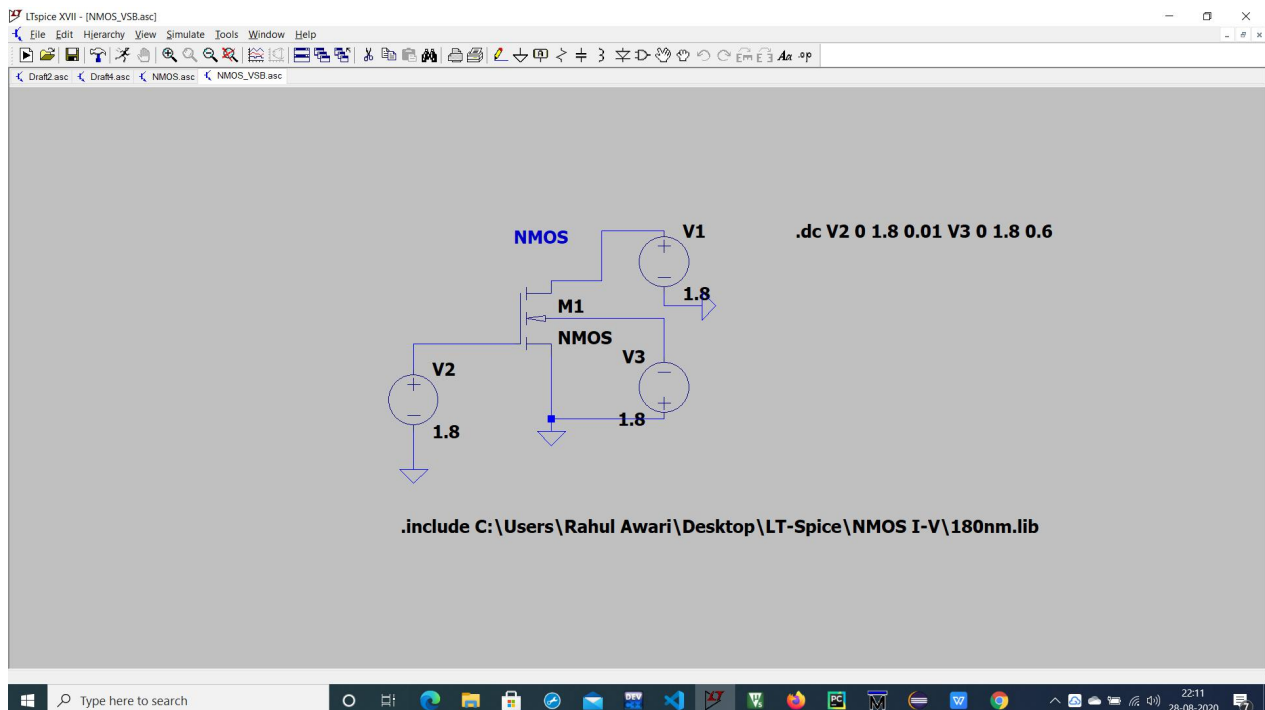 LTspice XVII - [NMOS_VSB.asc]
File Edit Hierarchy View Simulate Tools Window Help
Draft2.asc Draft4.asc NMOS.asc NMOS_VSB.asc
NMOS
V1
.dc V2 0 1.8 0.01 V3 0 1.8 0.6
1.8
M1
NMOS
V3
V2
1.8
1.8
.include C:\Users\Rahul Awari\Desktop\LT-Spice\NMOS I-V\180nm.lib
Type here to search
22:11
28-08-2020